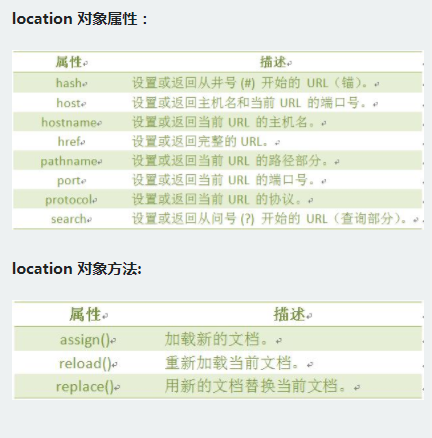 location 对象属性：
属性 描述
hash 设置或返回从井号 (#) 开始的 URL（锚）。
host 设置或返回主机名和当前 URL 的端口号。
hostname 设置或返回当前 URL 的主机名。
href 设置或返回完整的URL。
pathname 设置或返回当前 URL 的路径部分。
port 设置或返回当前 URL 的端口号。
protocol 设置或返回当前 URL 的协议。
search 设置或返回从问号 (?) 开始的 URL（查询部分）。
location 对象方法:
属性 描述
assign() 加载新的文档。
reload() 重新加载当前文档。
replace() 用新的文档替换当前文档。